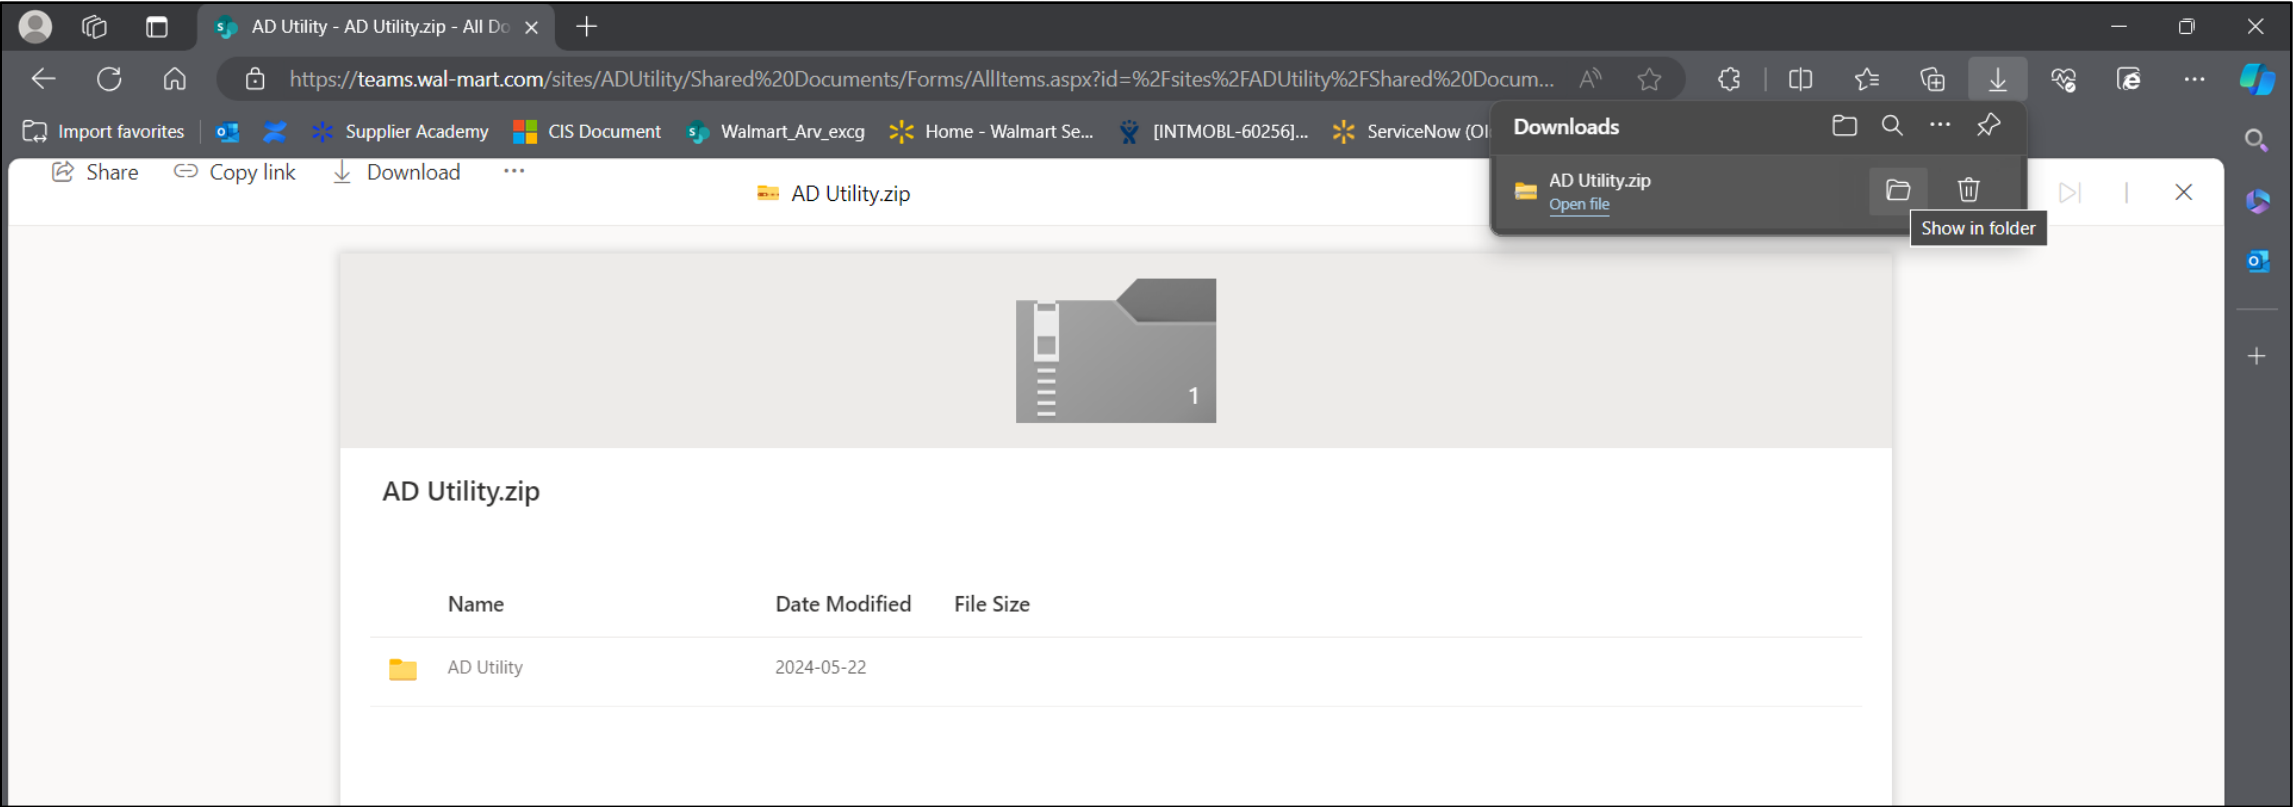 AD Utility - AD Utility.zip - All Do
https://teams.wal-mart.com/sites/ADUtility/Shared%20Documents/Forms/AllItems.aspx?id=%2Fsites%2FADUtility%2FShared%20Docum...
Import favorites
Supplier Academy
CIS Document
Walmart_Arv_excg
Home - Walmart Se...
[INTMOBL-60256]...
ServiceNow (Ol
Downloads
AD Utility.zip
Open file
Show in folder
Share
Copy link
Download
AD Utility.zip
1
AD Utility.zip
Name Date Modified File Size
AD Utility 2024-05-22